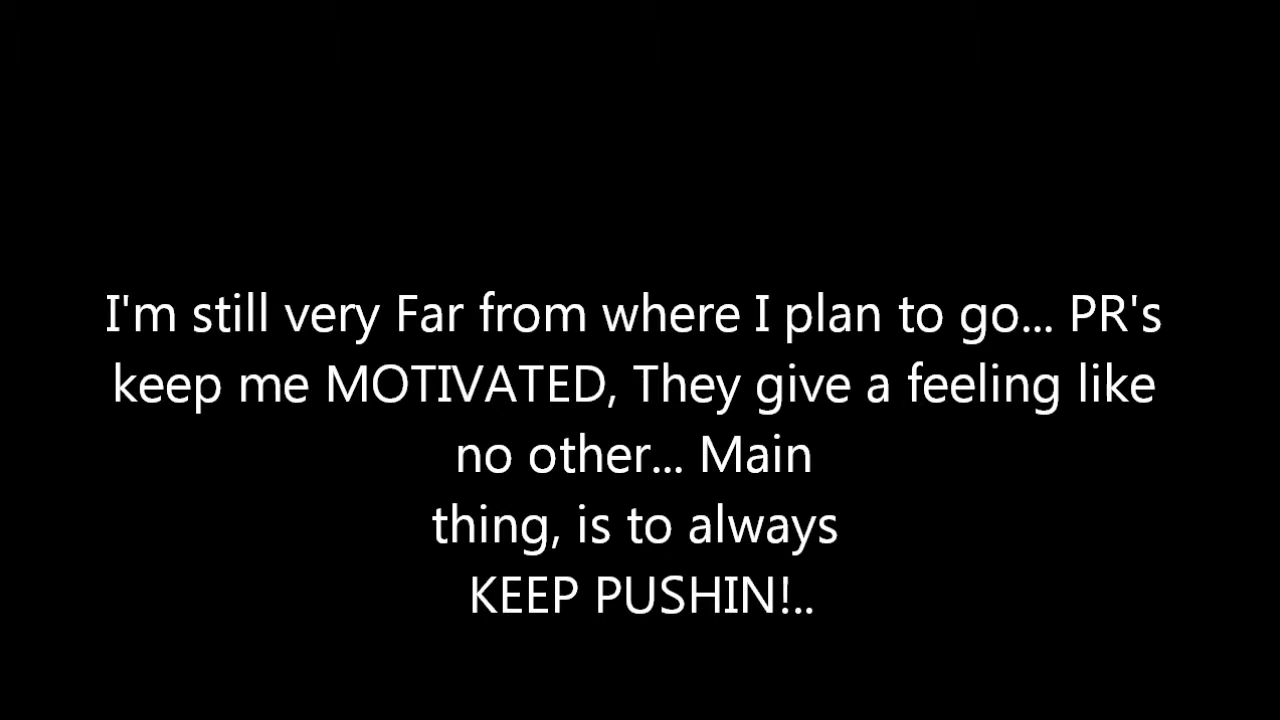 I'm still very Far from where I plan to go... PR's
keep me MOTIVATED, They give a feeling like
no other... Main
thing, is to always
KEEP PUSHIN!..